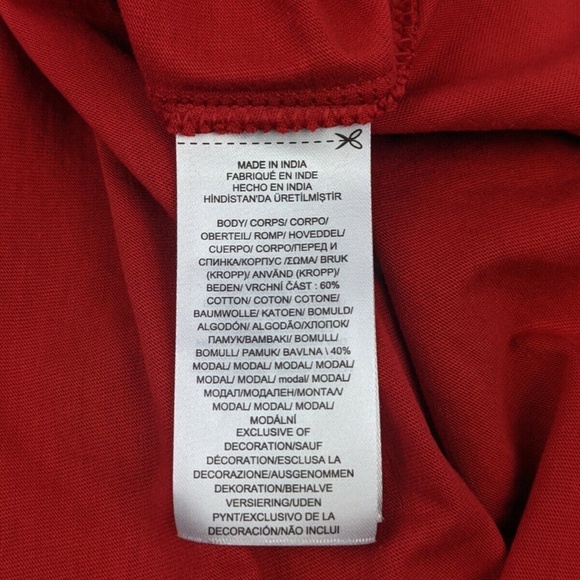 MADE IN INDIA
FABRIQUÉ EN INDE
HECHO EN INDIA
HİNDİSTAN'DA ÜRETİLMİŞTİR
BODY/ CORPS/ CORPO/
OBERTEIL/ ROMP/ HOVEDDEL/
CUERPO/ CORPO/ПЕРЕД И
СПИНКА/КОРПУС /ΣΩΜΑ/ BRUK
(KROPP)/ ANVÄND (KROPP)/
BEDEN/ VRCHNÍ ČÁST : 60%
COTTON/ COTON/ COTONE/
BAUMWOLLE/ KATOEN/ BOMULD/
ALGODÓN/ ALGODÃO/ХЛОПОК/
ПАМУК/ΒΑΜΒΑΚΙ/ BOMULL/
BOMULL/ PAMUK/ BAVLNA \ 40%
MODAL/ MODAL/ MODAL/ MODAL/
MODAL/ MODAL/ modal/ MODAL/
МОДАЛ/МОДАЛЕН/ΜΟΝΤΑΛ/
MODAL/ MODAL/ MODAL/
MODÁLNÍ
EXCLUSIVE OF
DECORATION/SAUF
DÉCORATION/ESCLUSA LA
DECORAZIONE/AUSGENOMMEN
DEKORATION/BEHALVE
VERSIERING/UDEN
PYNT/EXCLUSIVO DE LA
DECORACIÓN/NÃO INCLUI